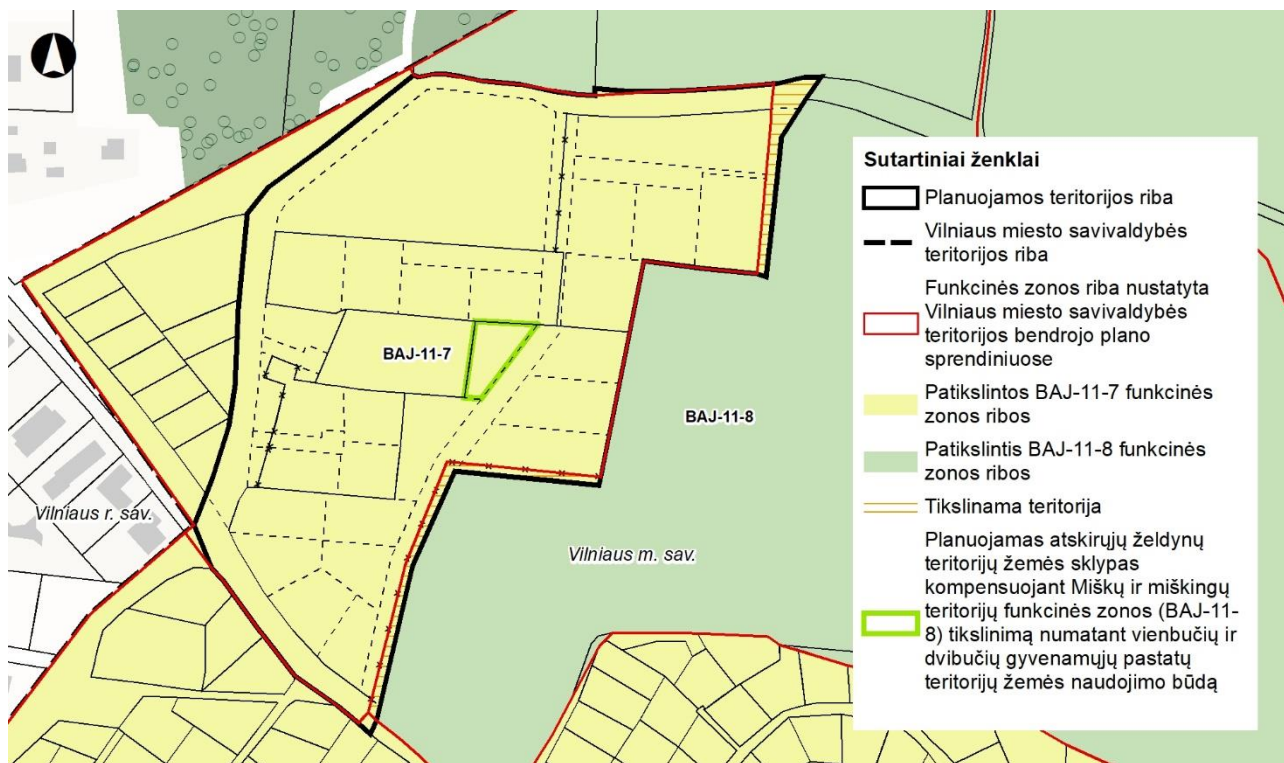 Sutartiniai ženklai
Planuojamos teritorijos riba
Vilniaus miesto savivaldybės
teritorijos riba
Funkcinės zonos riba nustatyta
Vilniaus miesto savivaldybės
teritorijos bendrojo plano
sprendiniuose
Patikslintos BAJ-11-7 funkcinės
zonos ribos
Patikslintis BAJ-11-8 funkcinės
zonos ribos
Tikslinama teritorija
Planuojamas atskirųjų želdynų
teritorijų žemės sklypas
kompensuojant Miškų ir miškingų
teritorijų funkcinės zonos (BAJ-11-
8) tikslinimą numatant vienbučių ir
dvibučių gyvenamųjų pastatų
teritorijų žemės naudojimo būdą
BAJ-11-7
BAJ-11-8
Vilniaus r. sav.
Vilniaus m. sav.